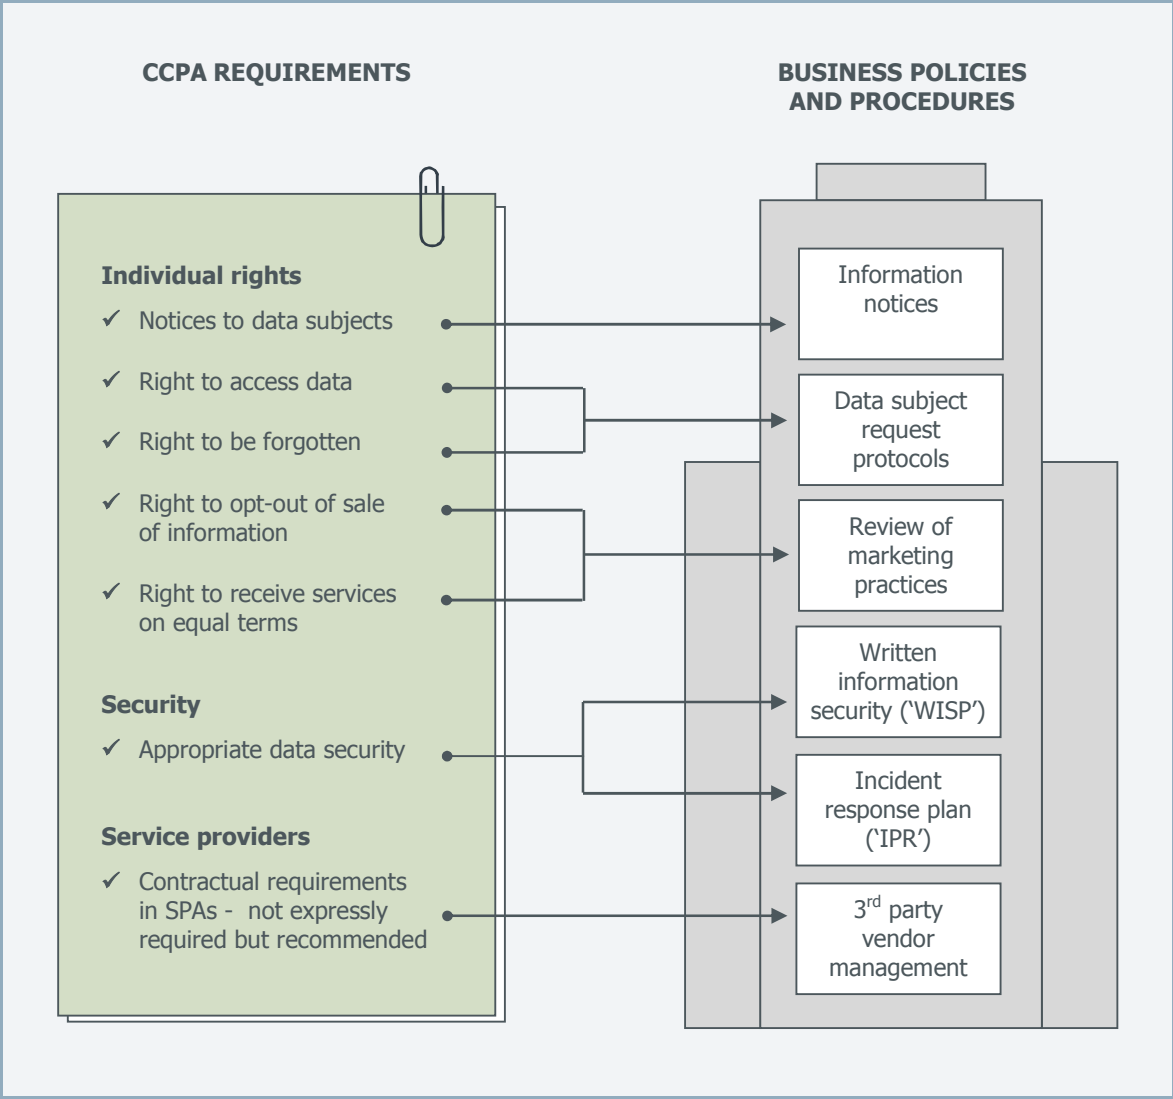 CCPA REQUIREMENTS
Individual rights
✓ Notices to data subjects
✓ Right to access data
✓ Right to be forgotten
✓ Right to opt-out of sale
of information
✓ Right to receive services
on equal terms
Security
✓ Appropriate data security
Service providers
✓ Contractual requirements
in SPAs - not expressly
required but recommended
BUSINESS POLICIES
AND PROCEDURES
Information
notices
Data subject
request
protocols
Review of
marketing
practices
Written
information
security (‘WISP’)
Incident
response plan
(‘IPR’)
3rd party
vendor
management